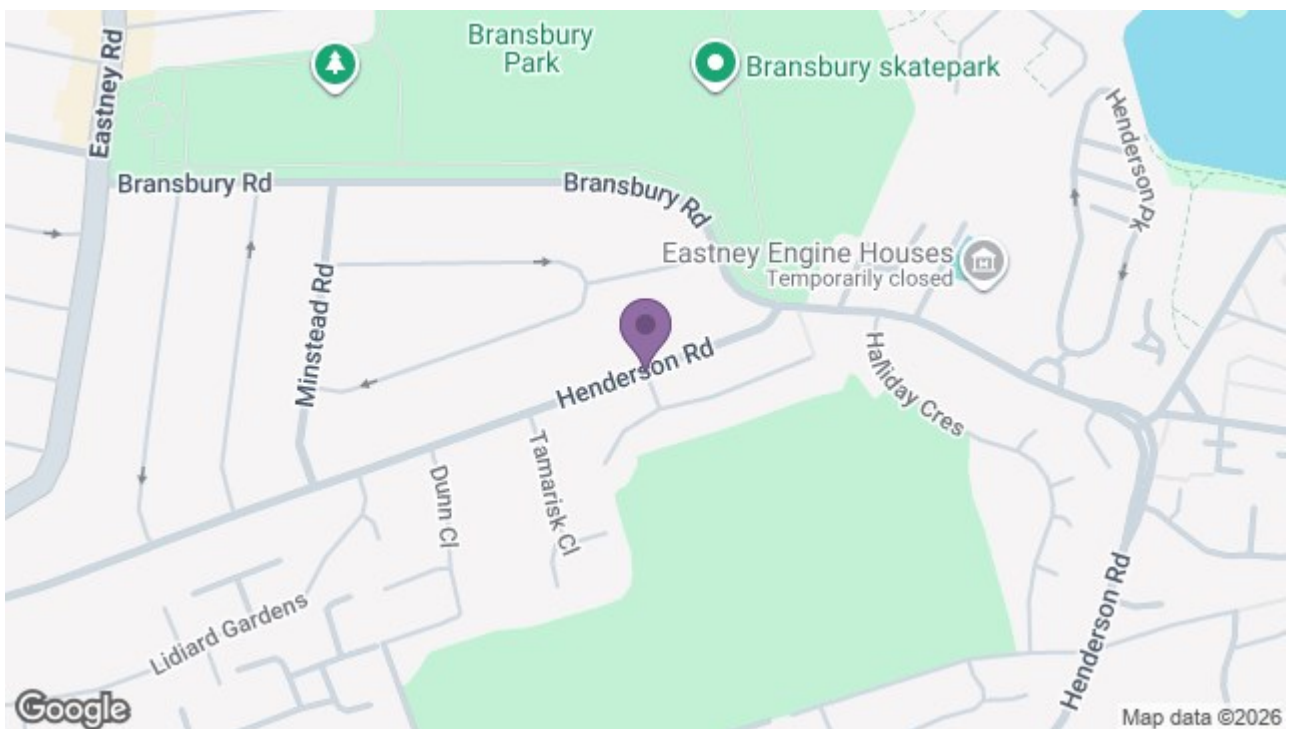 Bransbury
Park
Bransbury skatepark
Eastney Rd
Henderson Pk
Bransbury Rd
Bransbury Rd
Eastney Engine Houses
Temporarily closed
Minstead Rd
Henderson Rd
Halliday Cres
Tamarisk Cl
Dunn Cl
Henderson Rd
Lidiard Gardens
Google
Map data ©2026